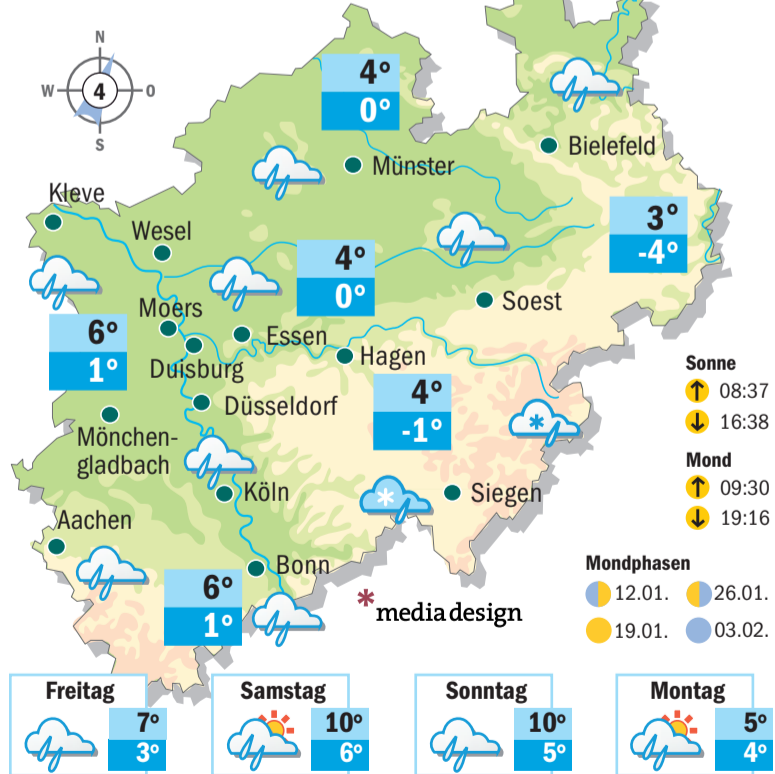 N
W 4 O
S
4°
0°
Bielefeld
Münster
Kleve
3°
-4°
Wesel
4°
0°
Moers
Soest
6°
1°
Essen
Hagen
Duisburg
4°
-1°
Düsseldorf
Mönchen-
gladbach
Köln
Siegen
Aachen
Bonn
6°
1°
*media design
Sonne
↑ 08:37
↓ 16:38
Mond
↑ 09:30
↓ 19:16
Mondphasen
12.01. 26.01.
19.01. 03.02.
Freitag
7°
3°
Samstag
10°
6°
Sonntag
10°
5°
Montag
5°
4°